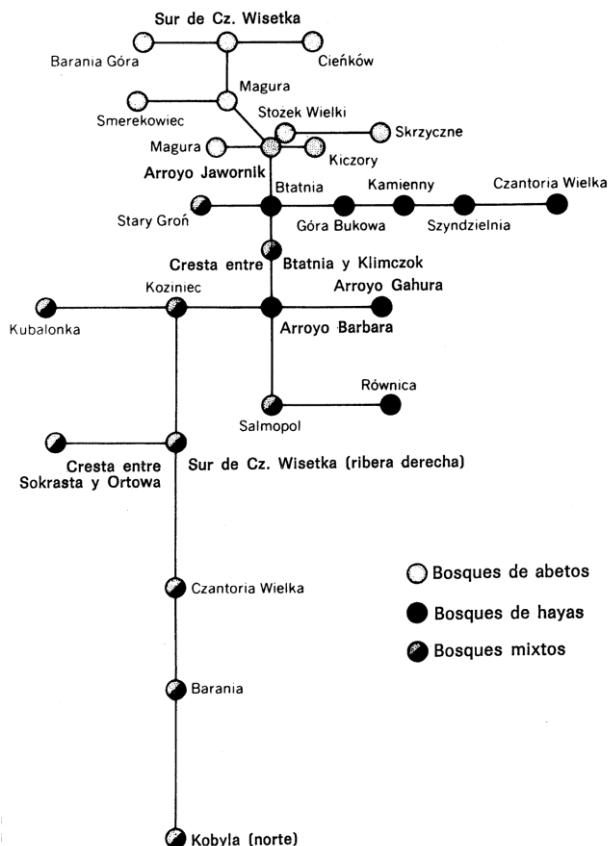 Sur de Cz. Wisetka
Barania Góra
Cieńków
Magura
Smerekowiec
Stożek Wielki
Skrzyczne
Magura
Kiczory
Arroyo Jawornik
Btatnia
Kamienny
Czantoria Wielka
Stary Groń
Góra Bukowa
Szyndzielnia
Cresta entre
Btatnia y Klimczok
Koziniec
Arroyo Gahura
Kubalonka
Arroyo Barbara
Równica
Salmopol
Cresta entre
Sokrasta y Ortowa
Sur de Cz. Wisetka (ribera derecha)
Bosques de abetos
Czantoria Wielka
Bosques de hayas
Bosques mixtos
Barania
Kobyla (norte)